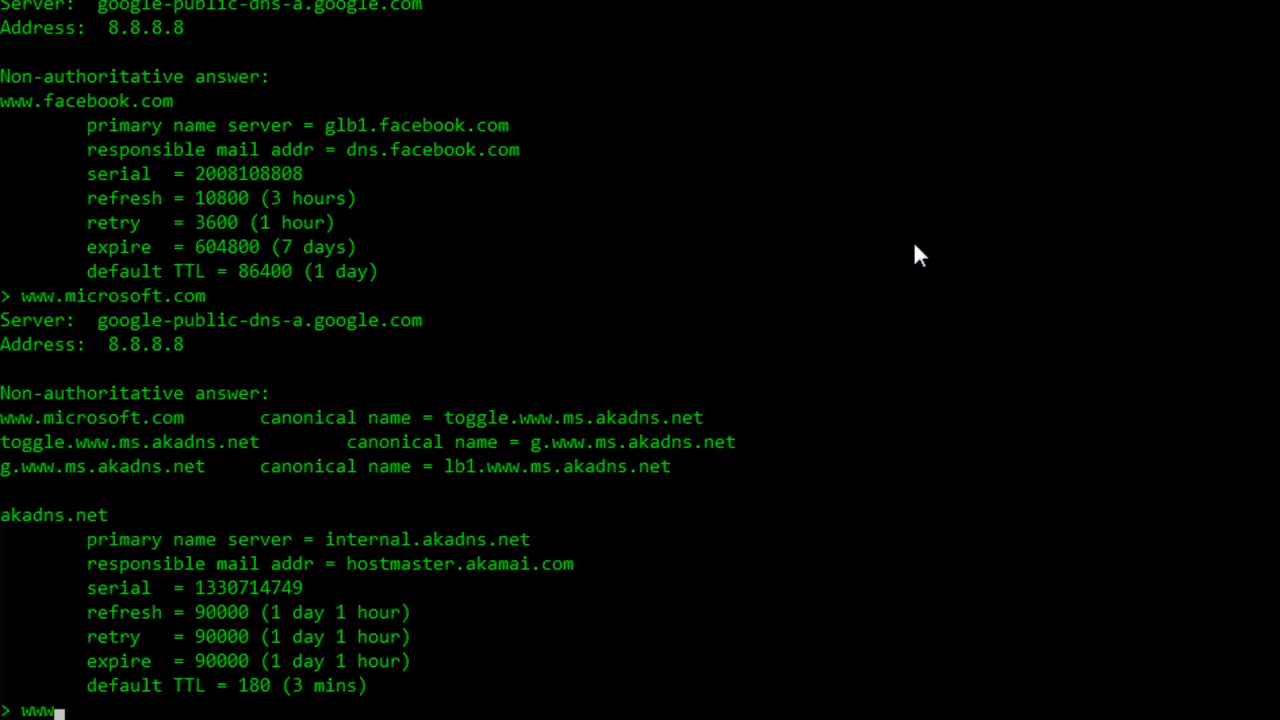 Server:  google-public-dns-a.google.com
Address:  8.8.8.8
Non-authoritative answer:
www.facebook.com
primary name server = glb1.facebook.com
responsible mail addr = dns.facebook.com
serial  = 2008108808
refresh = 10800 (3 hours)
retry   = 3600 (1 hour)
expire  = 604800 (7 days)
default TTL = 86400 (1 day)
> www.microsoft.com
Server:  google-public-dns-a.google.com
Address:  8.8.8.8
Non-authoritative answer:
www.microsoft.com       canonical name = toggle.www.ms.akadns.net
toggle.www.ms.akadns.net        canonical name = g.www.ms.akadns.net
g.www.ms.akadns.net     canonical name = lb1.www.ms.akadns.net
akadns.net
primary name server = internal.akadns.net
responsible mail addr = hostmaster.akamai.com
serial  = 1330714749
refresh = 90000 (1 day 1 hour)
retry   = 90000 (1 day 1 hour)
expire  = 90000 (1 day 1 hour)
default TTL = 180 (3 mins)
> www